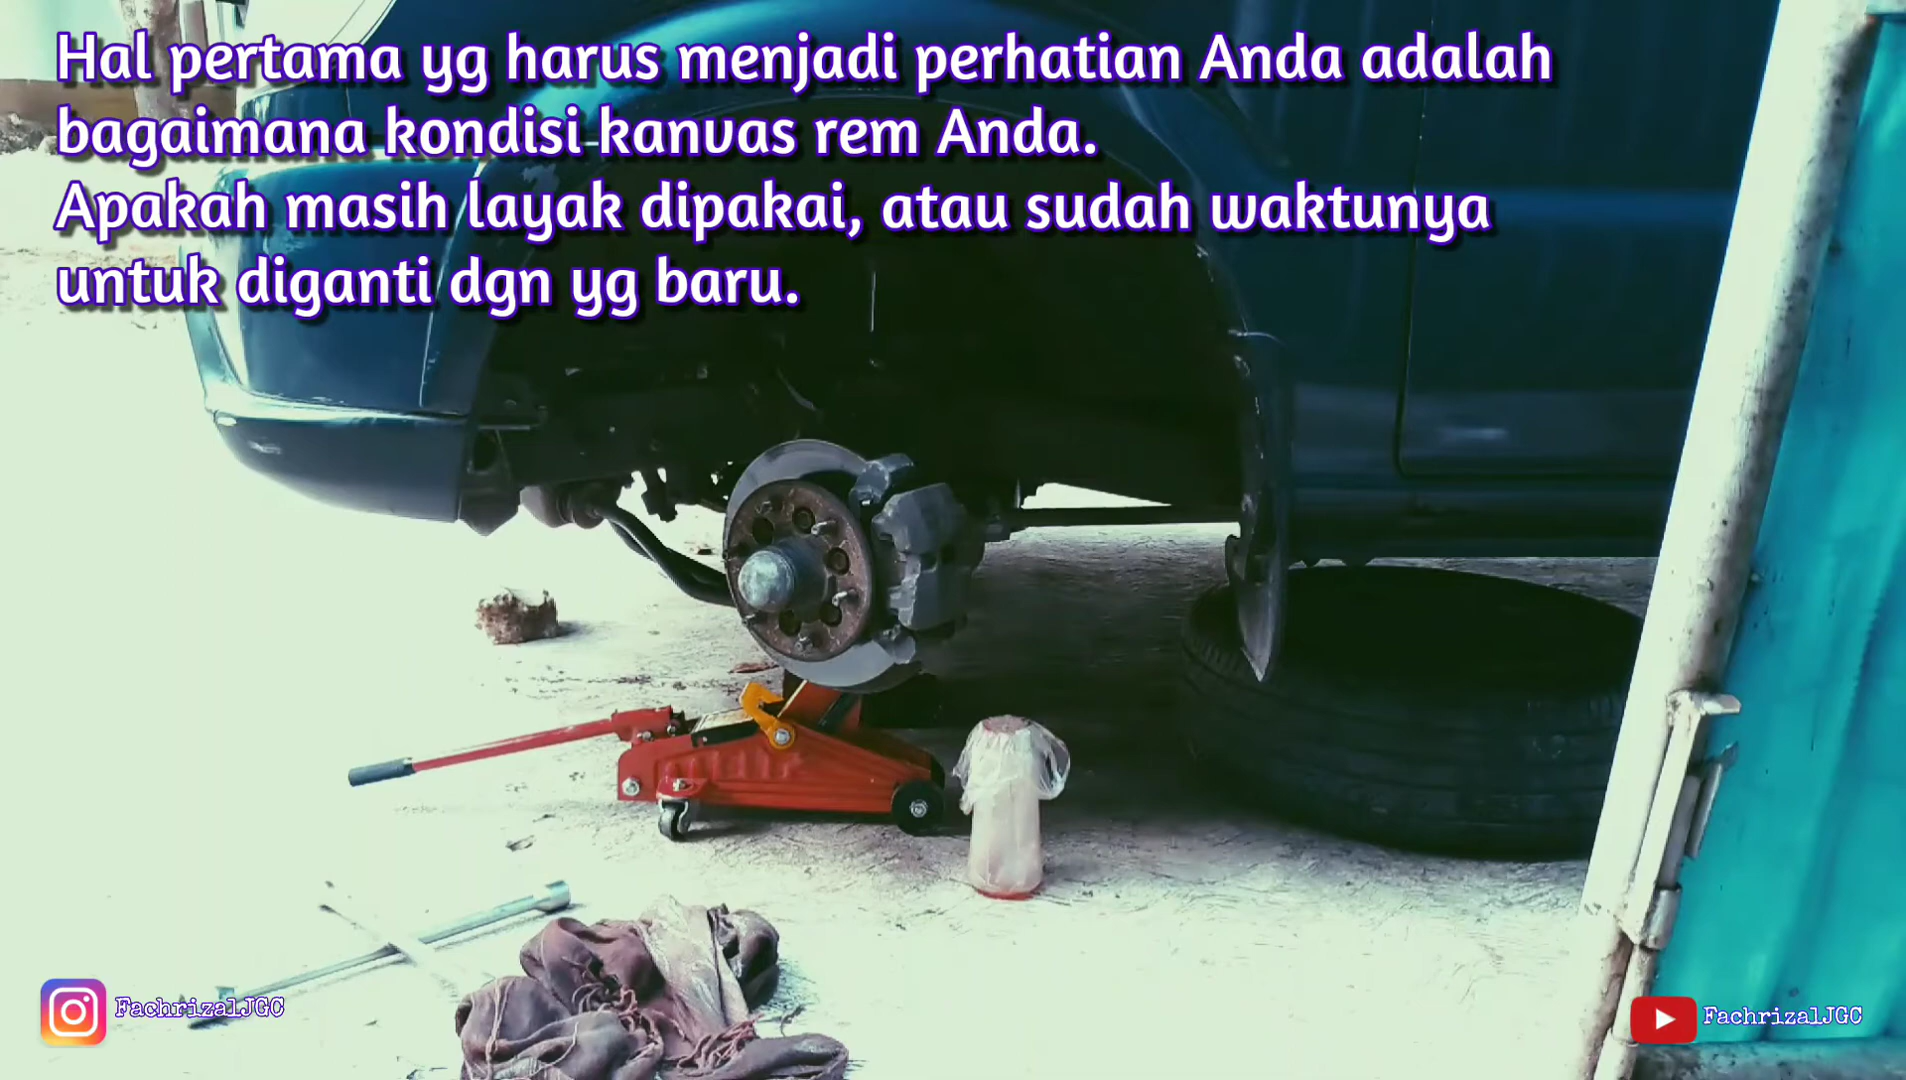 Hal pertama yg harus menjadi perhatian Anda adalah
bagaimana kondisi kanvas rem Anda.
Apakah masih layak dipakai, atau sudah waktunya
untuk diganti dgn yg baru.
FachrizalJGC
FachrizalJGC